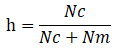 h = Nc / (Nc + Nm)